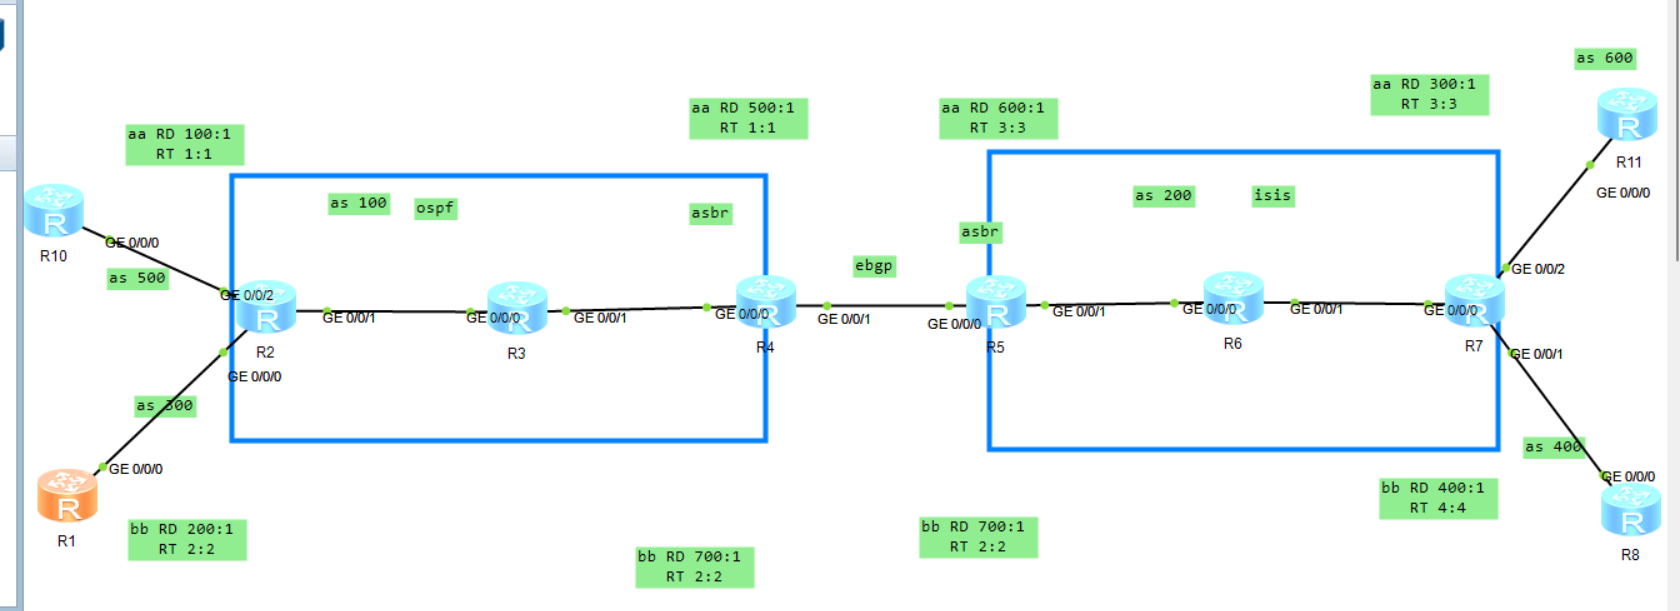 as 600
aa RD 300:1
RT 3:3
aa RD 500:1
RT 1:1
aa RD 600:1
RT 3:3
aa RD 100:1
RT 1:1
R
R11
GE 0/0/0
as 100
ospf
asbr
as 200
isis
asbr
R
R10
GE 0/0/0
as 500
ebgp
GE 0/0/2
GE 0/0/2
R
R2
GE 0/0/1
GE 0/0/0
R
R3
GE 0/0/1
GE 0/0/0
R
R4
GE 0/0/1
GE 0/0/0
R
R5
GE 0/0/1
GE 0/0/0
R
R6
GE 0/0/1
GE 0/0/0
R
R7
GE 0/0/1
GE 0/0/0
as 300
as 400
GE 0/0/0
GE 0/0/0
R
R1
R
R8
bb RD 400:1
RT 4:4
bb RD 200:1
RT 2:2
bb RD 700:1
RT 2:2
bb RD 700:1
RT 2:2